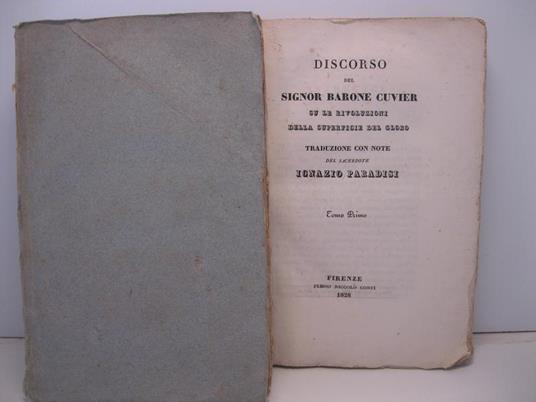 DISCORSO
DEL
SIGNOR BARONE CUVIER
SU LE RIVOLUZIONI
DELLA SUPERFICIE DEL GLOBO
TRADUZIONE CON NOTE
DEL SACERDOTE
IGNAZIO PARADISI
Tomo Primo
FIRENZE
PRESSO NICCOLÒ CONTI
1828